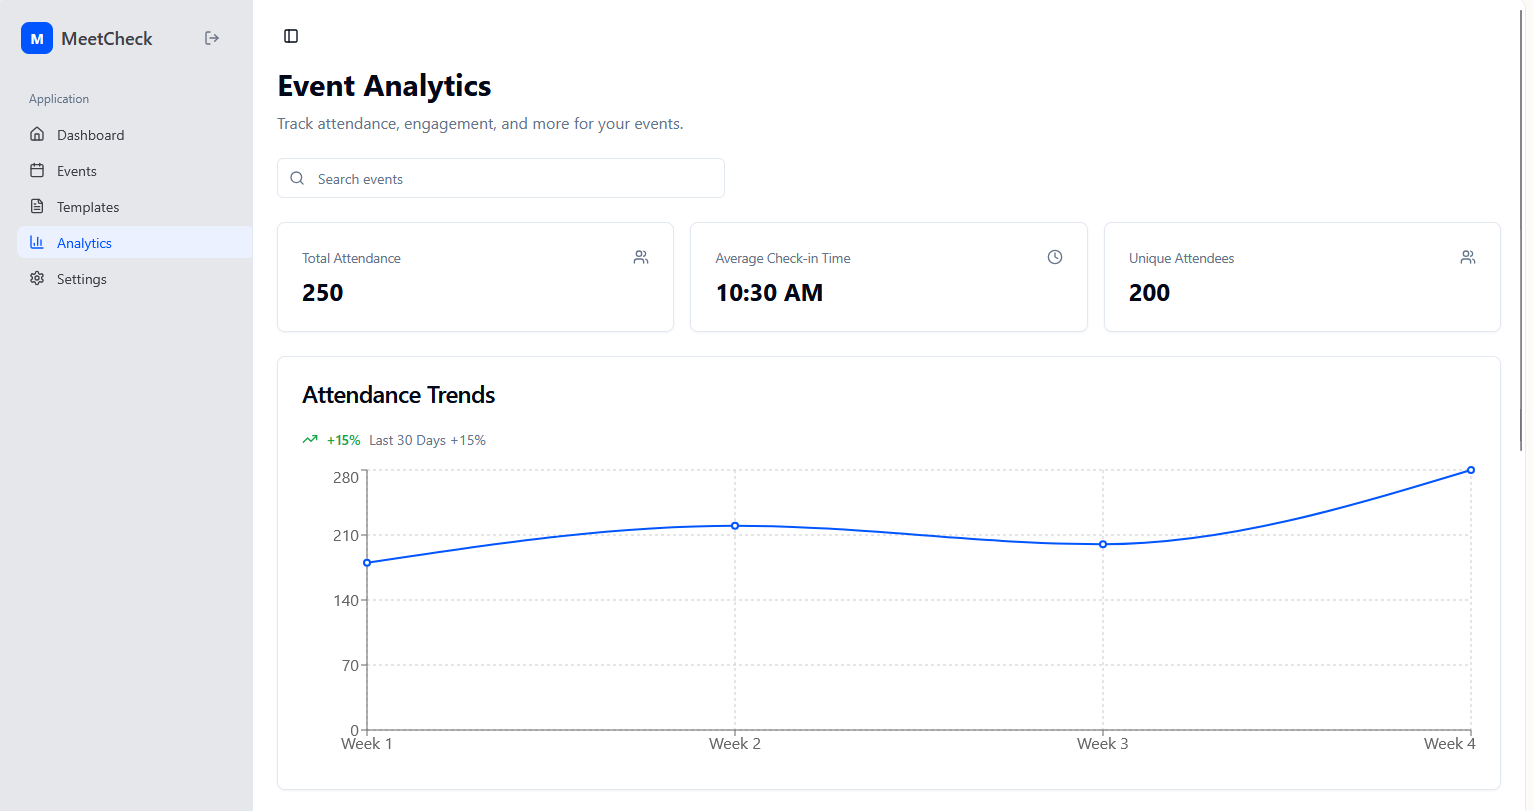 M MeetCheck
Application
Dashboard
Events
Templates
Analytics
Settings
Event Analytics
Track attendance, engagement, and more for your events.
Search events
Total Attendance
250
Average Check-in Time
10:30 AM
Unique Attendees
200
Attendance Trends
+15% Last 30 Days +15%
280
210
140
70
0
Week 1 Week 2 Week 3 Week 4